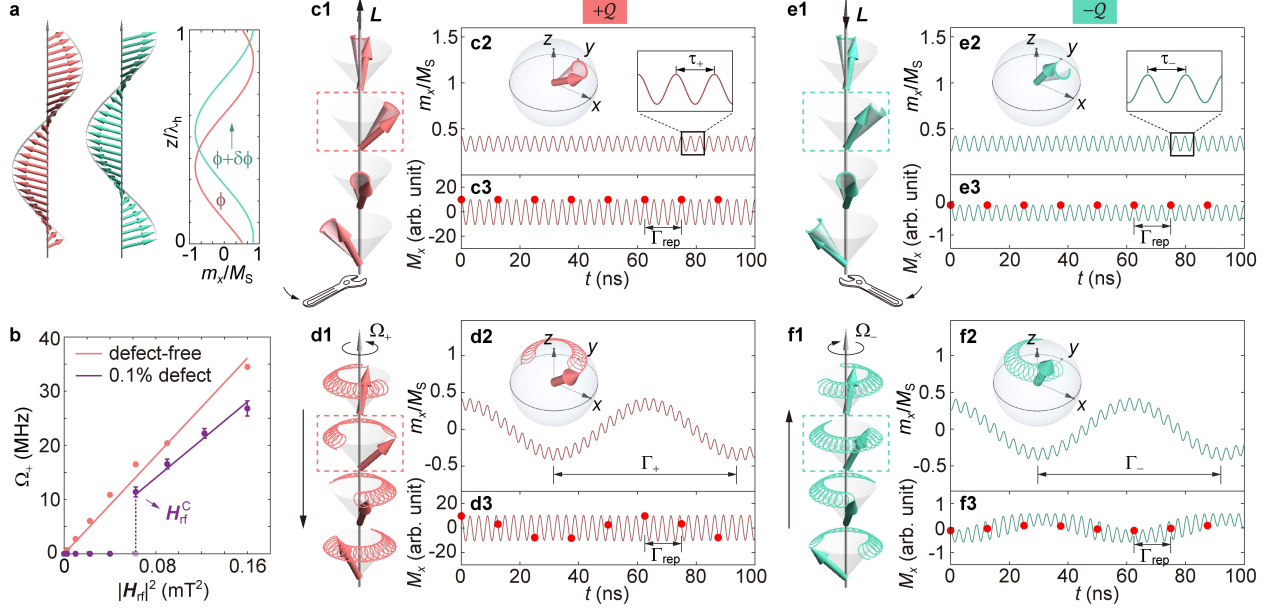 a
z/λh
1
0
ϕ+δϕ
ϕ
-1 0 1
mx/MS
b
Ω+ (MHz)
40
35
30
25
20
15
10
5
0
defect-free
0.1% defect
HrfC
0 0.08 0.16
|Hrf|2 (mT2)
c1
L
+Q
c2
mx/MS
1.5
1
0.5
0
z
y
x
τ+
c3
Mx (arb. unit)
20
0
-20
Γrep
0 20 40 60 80 100
t (ns)
d1
Ω+
d2
mx/MS
1
0.5
0
-0.5
z
y
x
Γ+
d3
Mx (arb. unit)
20
0
-20
Γrep
0 20 40 60 80 100
t (ns)
e1
L
−Q
e2
mx/MS
1.5
1
0.5
0
z
y
x
τ−
e3
Mx (arb. unit)
0
-1
Γrep
0 20 40 60 80 100
t (ns)
f1
Ω−
f2
mx/MS
1
0.5
0
-0.5
z
y
x
Γ−
f3
Mx (arb. unit)
1
0
-1
Γrep
0 20 40 60 80 100
t (ns)